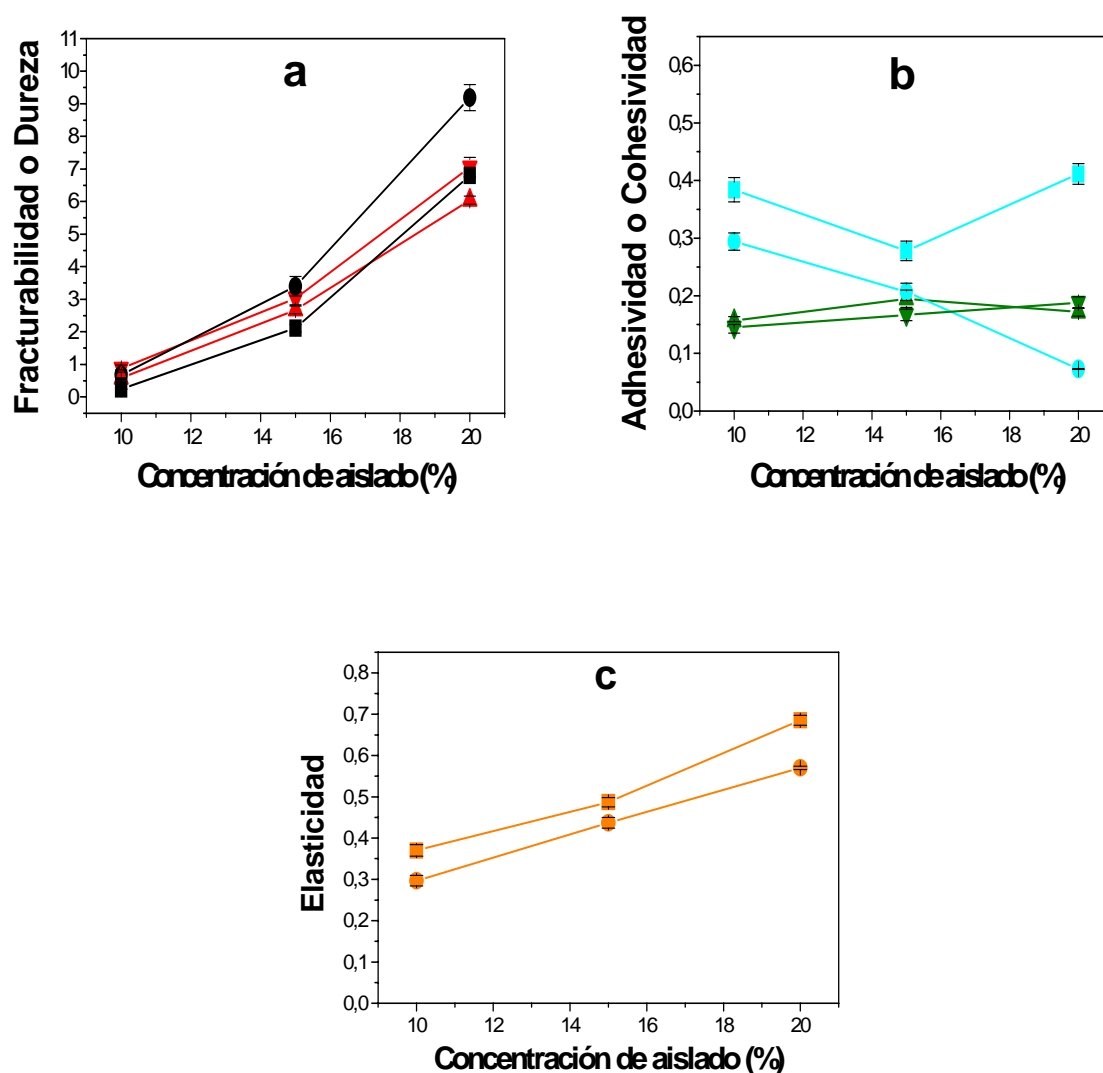 a
Fracturabilidad o Dureza
11
10
9
8
7
6
5
4
3
2
1
0
10 12 14 16 18 20
Concentración de aislado (%)
b
Adhesividad o Cohesividad
0,6
0,5
0,4
0,3
0,2
0,1
0,0
10 12 14 16 18 20
Concentración de aislado (%)
c
Elasticidad
0,8
0,7
0,6
0,5
0,4
0,3
0,2
0,1
0,0
10 12 14 16 18 20
Concentración de aislado (%)